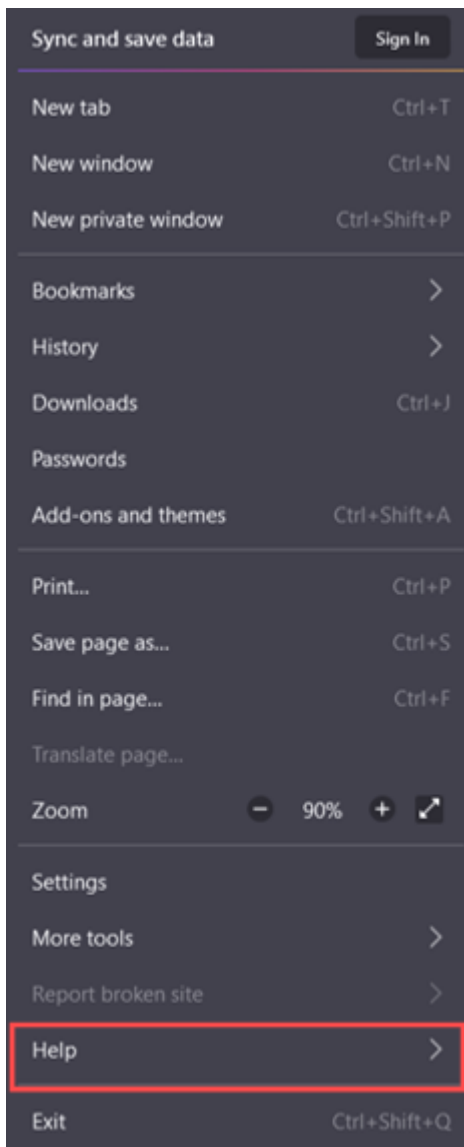 Sync and save data Sign In
New tab Ctrl+T
New window Ctrl+N
New private window Ctrl+Shift+P
Bookmarks
History
Downloads Ctrl+J
Passwords
Add-ons and themes Ctrl+Shift+A
Print... Ctrl+P
Save page as... Ctrl+S
Find in page... Ctrl+F
Translate page...
Zoom 90%
Settings
More tools
Report broken site
Help
Exit Ctrl+Shift+Q